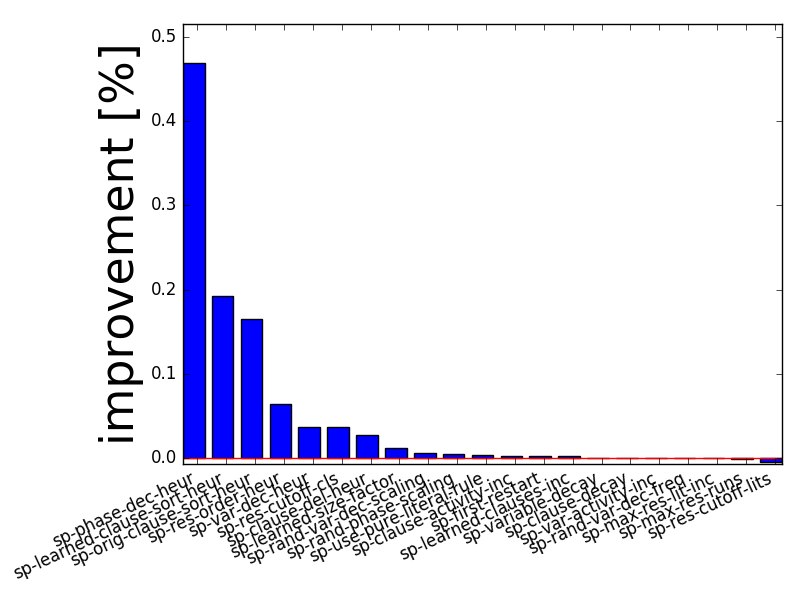 improvement [%]
0.5
0.4
0.3
0.2
0.1
0.0
sp-phase-dec-heur
sp-learned-clause-sort-heur
sp-orig-clause-sort-heur
sp-res-order-heur
sp-var-dec-heur
sp-res-cutoff-cls
sp-clause-del-heur
sp-learned-size-factor
sp-rand-var-dec-scaling
sp-rand-phase-scaling
sp-use-pure-literal-rule
sp-clause-activity-inc
sp-first-restart
sp-learned-clauses-inc
sp-variable-decay
sp-clause-decay
sp-var-activity-inc
sp-rand-var-dec-freq
sp-max-res-lit-inc
sp-max-res-runs
sp-res-cutoff-lits